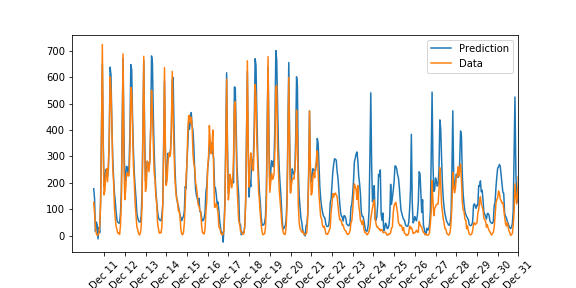 700
600
500
400
300
200
100
0
Prediction
Data
Dec 11
Dec 12
Dec 13
Dec 14
Dec 15
Dec 16
Dec 17
Dec 18
Dec 19
Dec 20
Dec 21
Dec 22
Dec 23
Dec 24
Dec 25
Dec 26
Dec 27
Dec 28
Dec 29
Dec 30
Dec 31